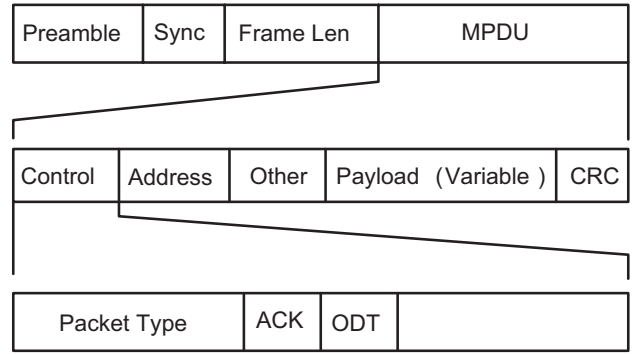 Preamble Sync Frame Len MPDU
Control Address Other Payload (Variable ) CRC
Packet Type ACK ODT